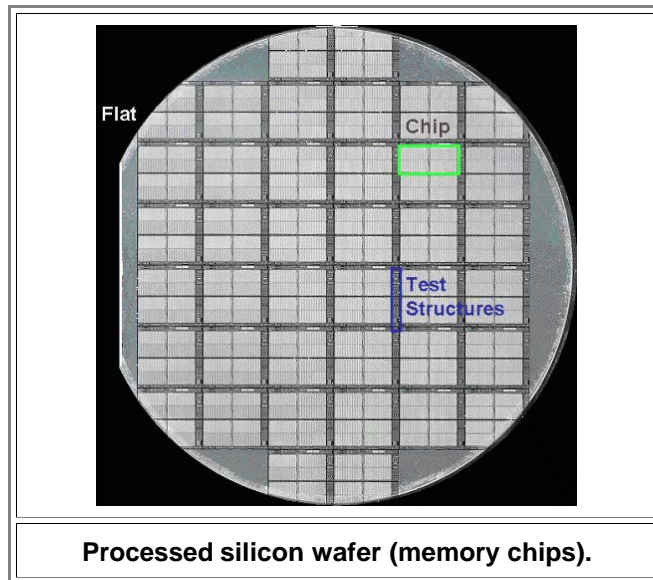 Flat
Chip
Test
Structures
Processed silicon wafer (memory chips).